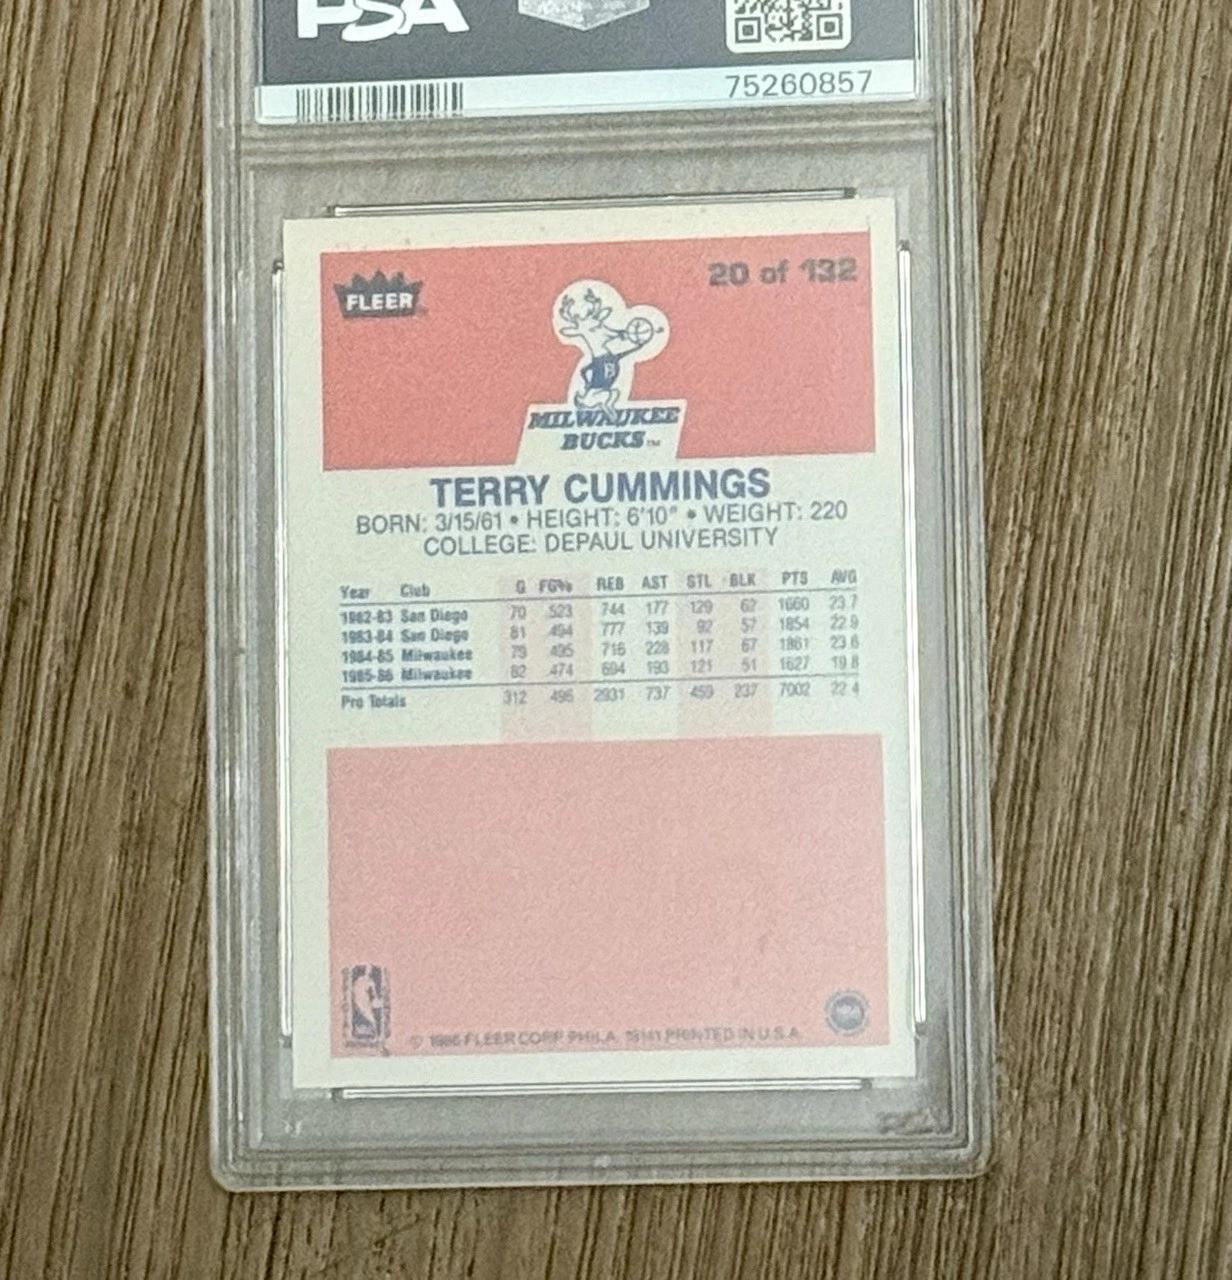 PSA
75260857
FLEER
20 of 132
B
MILWAUKEE
BUCKS™
TERRY CUMMINGS
BORN: 3/15/61 • HEIGHT: 6'10" • WEIGHT: 220
COLLEGE: DEPAUL UNIVERSITY
Year Club G FG% REB AST STL BLK PTS AVG
1982-83 San Diego 70 .523 744 177 129 62 1660 23.7
1983-84 San Diego 81 .494 777 139 92 57 1854 22.9
1984-85 Milwaukee 79 .495 716 228 117 67 1861 23.6
1985-86 Milwaukee 82 .474 694 193 121 51 1627 19.8
Pro Totals 312 .496 2931 737 459 237 7002 22.4
© 1986 FLEER CORP. PHILA. 19141 PRINTED IN U.S.A.